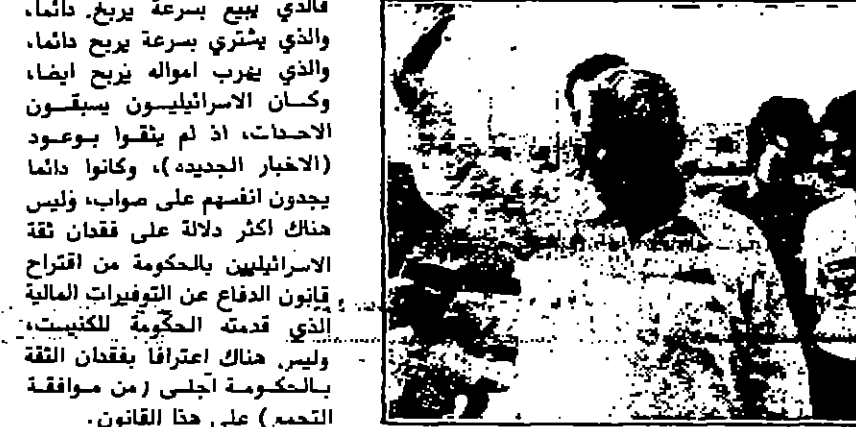 فالذي يبيع بسرعة يربح دائما،
والذي يشتري بسرعة يربح دائما،
والذي يهرب امواله يربح ايضا،
وكان الاسرائيليون يسبقون
الاحداث، اذ لم يثقوا بوعود
(الاخبار الجديده)، وكانوا دائما
يجدون انفسهم على صواب، وليس
هناك اكثر دلالة على فقدان ثقة
الاسرائيليين بالحكومة من اقتراح
قانون الدفاع عن التوفيرات المالية
الذي قدمته الحكومة للكنيست،
وليس هناك اعترافا بفقدان الثقة
بالحكومة اجلى (من موافقة
التجمع) على هذا القانون.